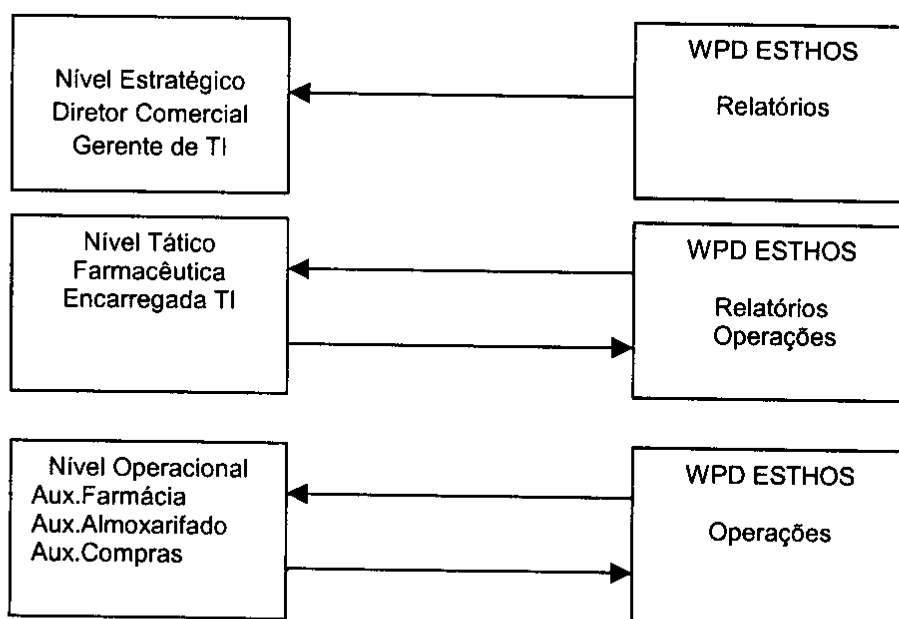 Nível Estratégico
Diretor Comercial
Gerente de TI
WPD ESTHOS
Relatórios
Nível Tático
Farmacêutica
Encarregada TI
WPD ESTHOS
Relatórios
Operações
Nível Operacional
Aux.Farmácia
Aux.Almoxarifado
Aux.Compras
WPD ESTHOS
Operações